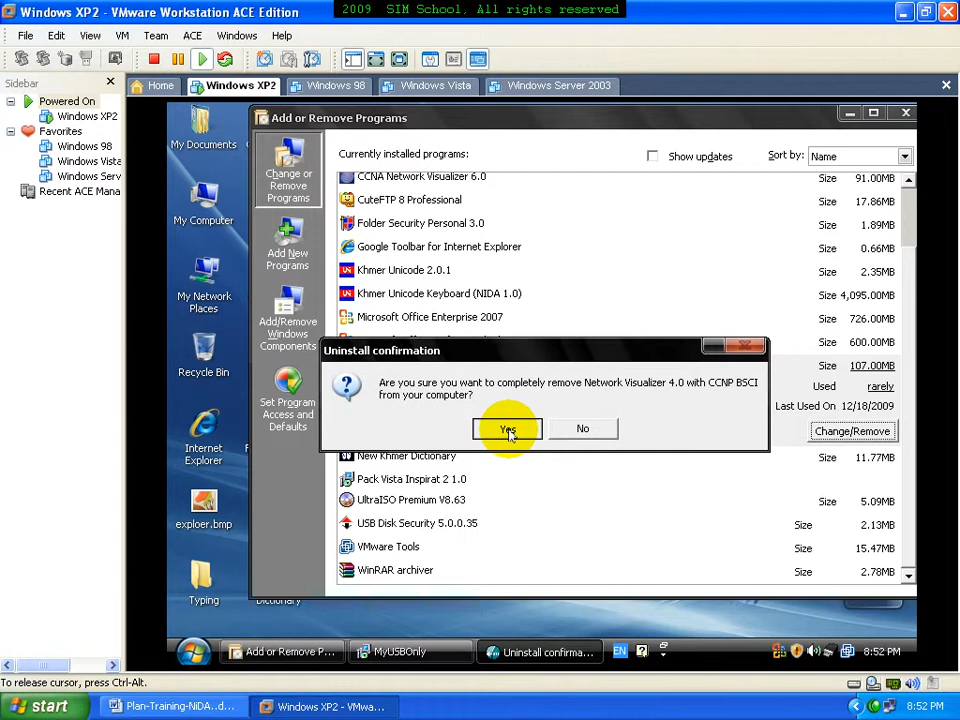 Windows XP2 - VMware Workstation ACE Edition
2009 SIM School, All rights reserved
File Edit View VM Team ACE Windows Help
Sidebar
Home Windows XP2 Windows 98 Windows Vista Windows Server 2003
Powered On
Windows XP2
Favorites
Windows 98
Windows Vista
Windows Serv
Recent ACE Mana
My Documents
My Computer
My Network
Places
Recycle Bin
Internet
Explorer
exploer.bmp
Typing
Dictionary
Add or Remove Programs
Change or
Remove
Programs
Add New
Programs
Add/Remove
Windows
Components
Set Program
Access and
Defaults
Currently installed programs:
Show updates
Sort by: Name
CCNA Network Visualizer 6.0 Size 91.00MB
CuteFTP 8 Professional Size 17.86MB
Folder Security Personal 3.0 Size 1.89MB
Google Toolbar for Internet Explorer Size 0.66MB
Khmer Unicode 2.0.1 Size 2.35MB
Khmer Unicode Keyboard (NIDA 1.0) Size 4,095.00MB
Microsoft Office Enterprise 2007 Size 726.00MB
Size 600.00MB
Size 107.00MB
Used rarely
Last Used On 12/18/2009
Change/Remove
Uninstall confirmation
Are you sure you want to completely remove Network Visualizer 4.0 with CCNP BSCI
from your computer?
Yes No
New Khmer Dictionary Size 11.77MB
Pack Vista Inspirat 2 1.0
UltraISO Premium V8.63 Size 5.09MB
USB Disk Security 5.0.0.35 Size 2.13MB
VMware Tools Size 15.47MB
WinRAR archiver Size 2.78MB
Add or Remove P... MyUSBOnly Uninstall confirma... EN 8:52 PM
To release cursor, press Ctrl-Alt.
start Plan-Training-NiDA..d... Windows XP2 - VMwa... 8:52 PM